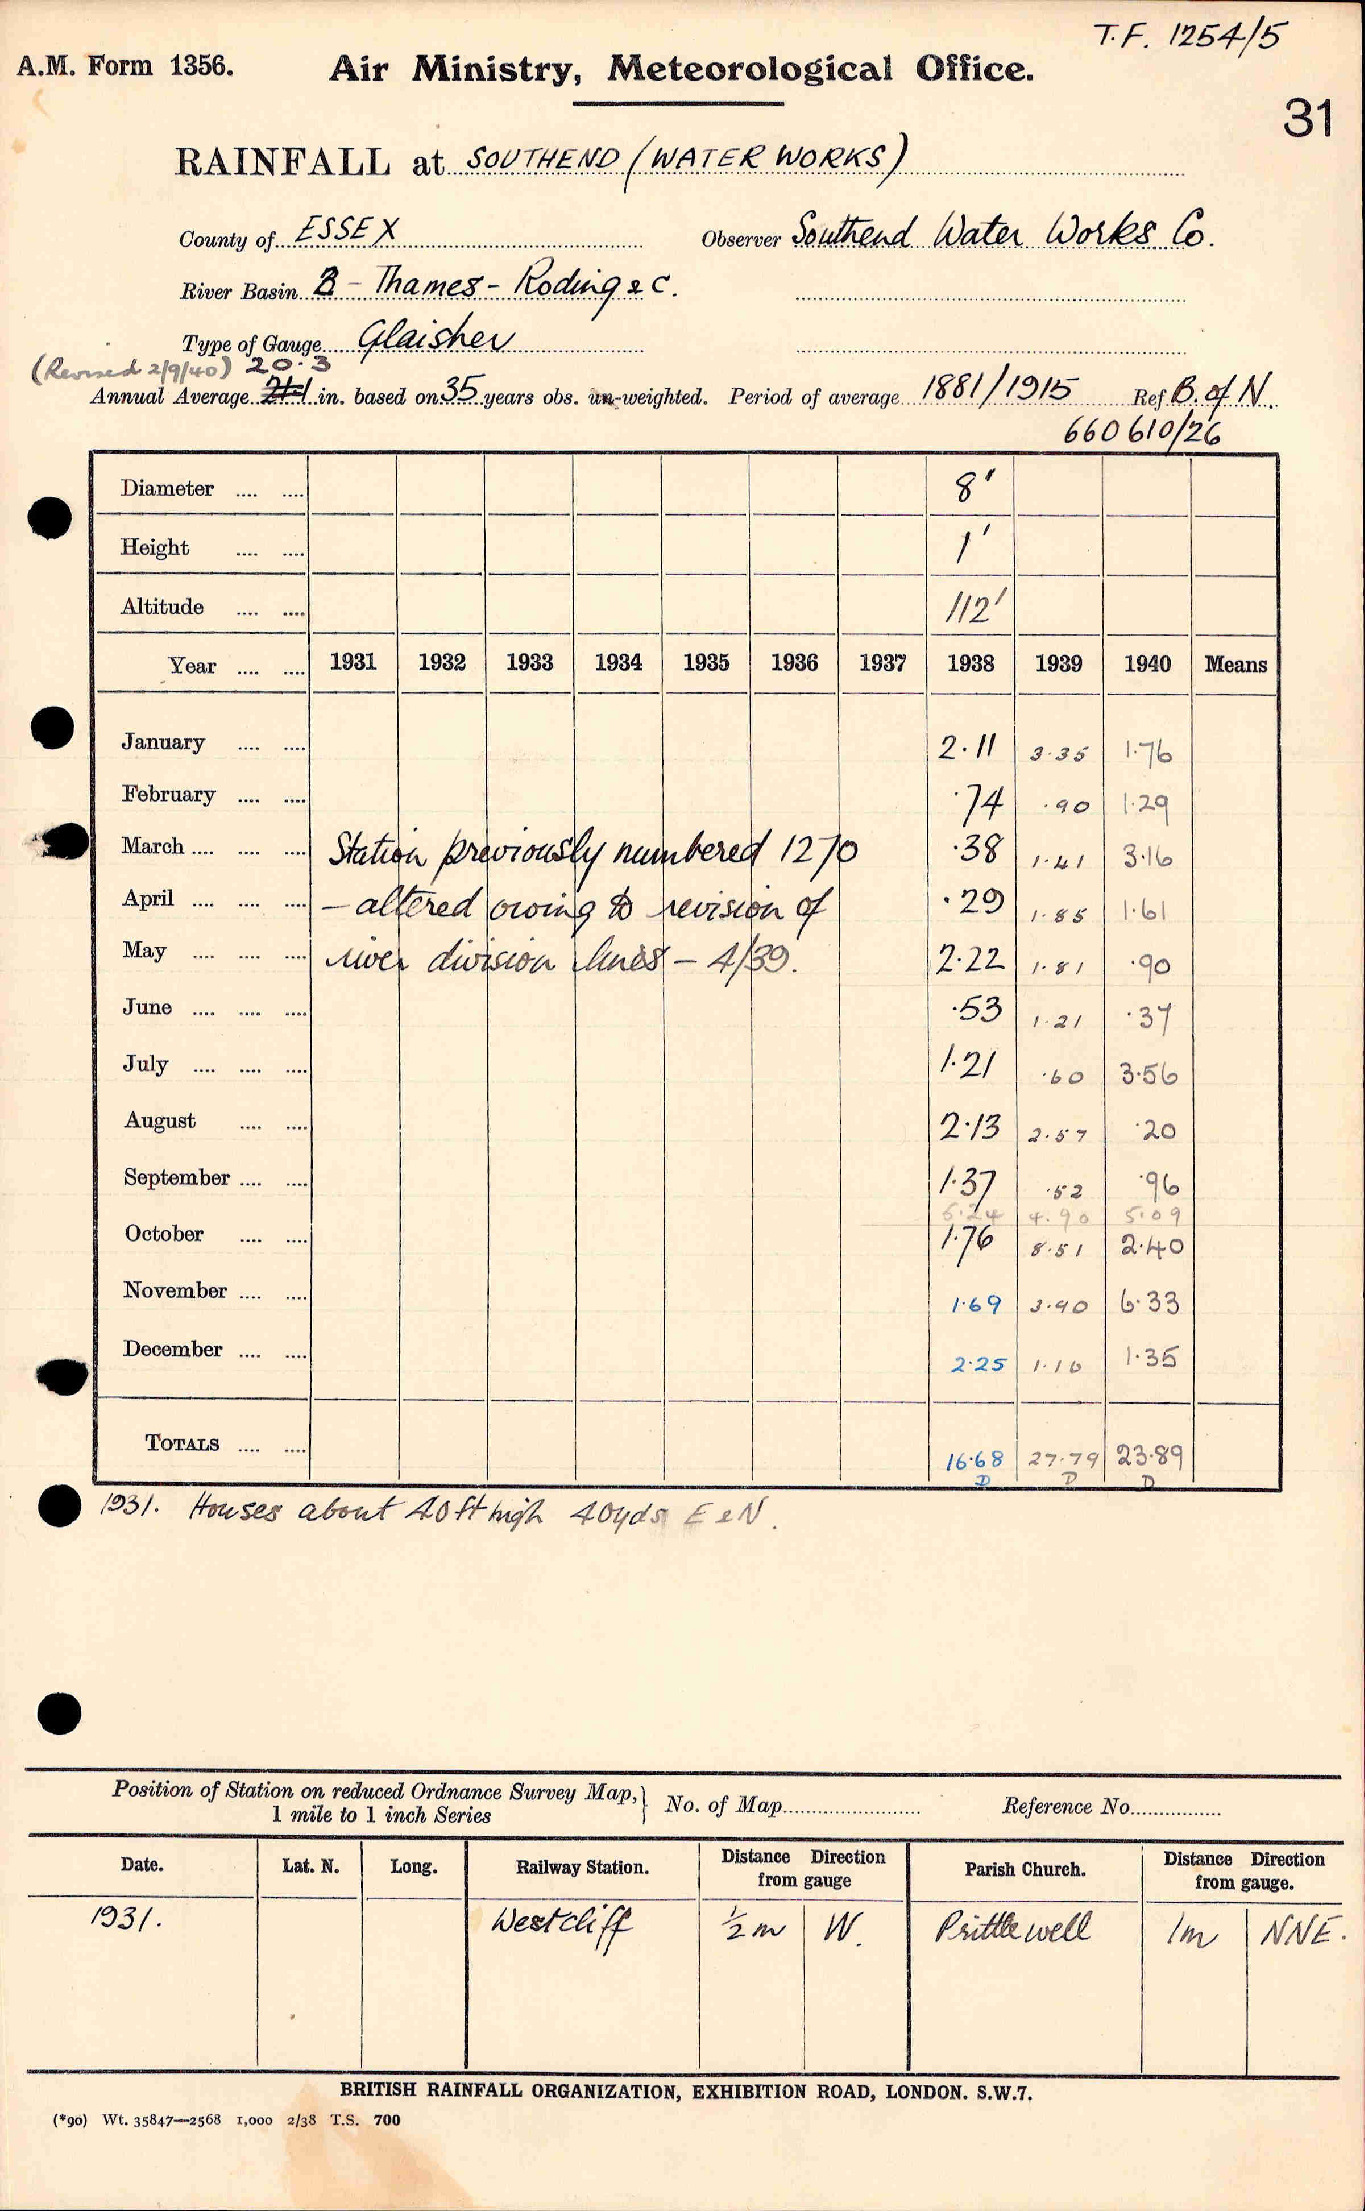 T.F. 1254/5
A.M. Form 1356. Air Ministry, Meteorological Office.
31
RAINFALL at SOUTHEND (WATER WORKS)
County of ESSEX Observer Southend Water Works Co.
River Basin B - Thames - Roding &c.
Type of Gauge Glaisher
(Revised 2/9/40) 20.3
Annual Average in. based on 35 years obs. un-weighted. Period of average 1881/1915 Ref B. of N.
660 610/26
Diameter .... .... 8"
Height .... .... 1'
Altitude .... .... 112'
Year .... .... 1931 1932 1933 1934 1935 1936 1937 1938 1939 1940 Means
January .... .... 2.11 3.35 1.76
February .... .... .74 .90 1.29
March .... .... .... Station previously numbered 1270 .38 1.41 3.16
April .... .... .... - altered owing to revision of .29 1.85 1.61
May .... .... .... river division lines - 4/39. 2.22 1.81 .90
June .... .... .... .53 1.21 .37
July .... .... .... 1.21 .60 3.56
August .... .... 2.13 2.57 .20
September .... .... 1.37 .52 .96
5.24 4.90 5.09
October .... .... 1.76 8.51 2.40
November .... .... 1.69 3.90 6.33
December .... .... 2.25 1.16 1.35
TOTALS .... .... 16.68 27.79 23.89
D D D
1931. Houses about 40ft high 40yds E & N.
Position of Station on reduced Ordnance Survey Map, } No. of Map Reference No.
1 mile to 1 inch Series
Date. Lat. N. Long. Railway Station. Distance Direction from gauge Parish Church. Distance Direction from gauge.
1931. Westcliff ½ m W. Prittlewell 1m NNE.
BRITISH RAINFALL ORGANIZATION, EXHIBITION ROAD, LONDON. S.W.7.
(*90) Wt. 35847—2568 1,000 2/38 T.S. 700